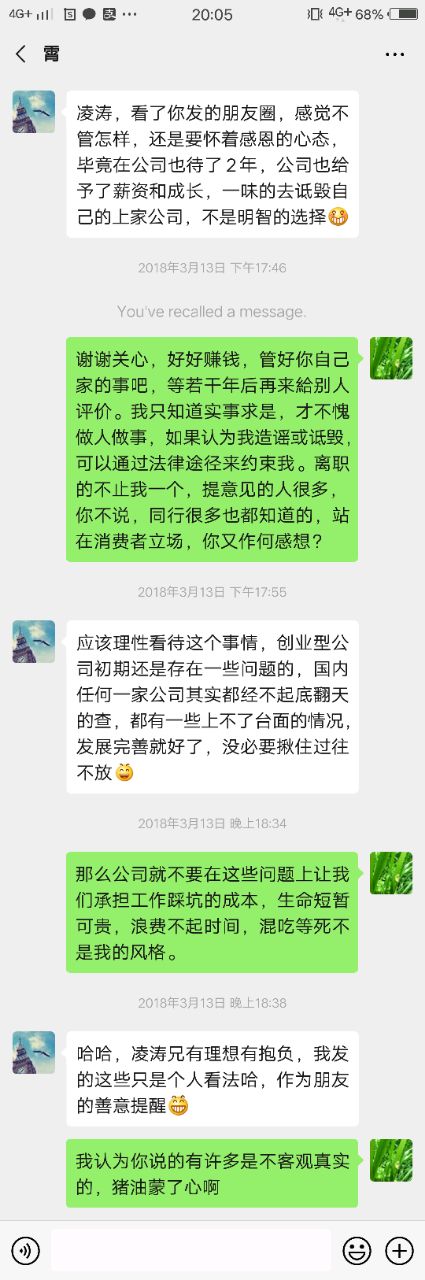 4G+ 20:05 4G+ 68%
霄
凌涛，看了你发的朋友圈，感觉不
管怎样，还是要怀着感恩的心态，
毕竟在公司也待了2年，公司也给
予了薪资和成长，一味的去诋毁自
己的上家公司，不是明智的选择
2018年3月13日 下午17:46
You've recalled a message.
谢谢关心，好好赚钱，管好你自己
家的事吧，等若干年后再来給别人
评价。我只知道实事求是，才不愧
做人做事，如果认为我造谣或诋毁，
可以通过法律途径来约束我。离职
的不止我一个，提意见的人很多，
你不说，同行很多也都知道的，站
在消费者立场，你又作何感想？
2018年3月13日 下午17:55
应该理性看待这个事情，创业型公
司初期还是存在一些问题的，国内
任何一家公司其实都经不起底翻天
的查，都有一些上不了台面的情况，
发展完善就好了，没必要揪住过往
不放
2018年3月13日 晚上18:34
那么公司就不要在这些问题上让我
们承担工作踩坑的成本，生命短暂
可贵，浪费不起时间，混吃等死不
是我的风格。
2018年3月13日 晚上18:38
哈哈，凌涛兄有理想有抱负，我发
的这些只是个人看法哈，作为朋友
的善意提醒
我认为你说的有许多是不客观真实
的，猪油蒙了心啊